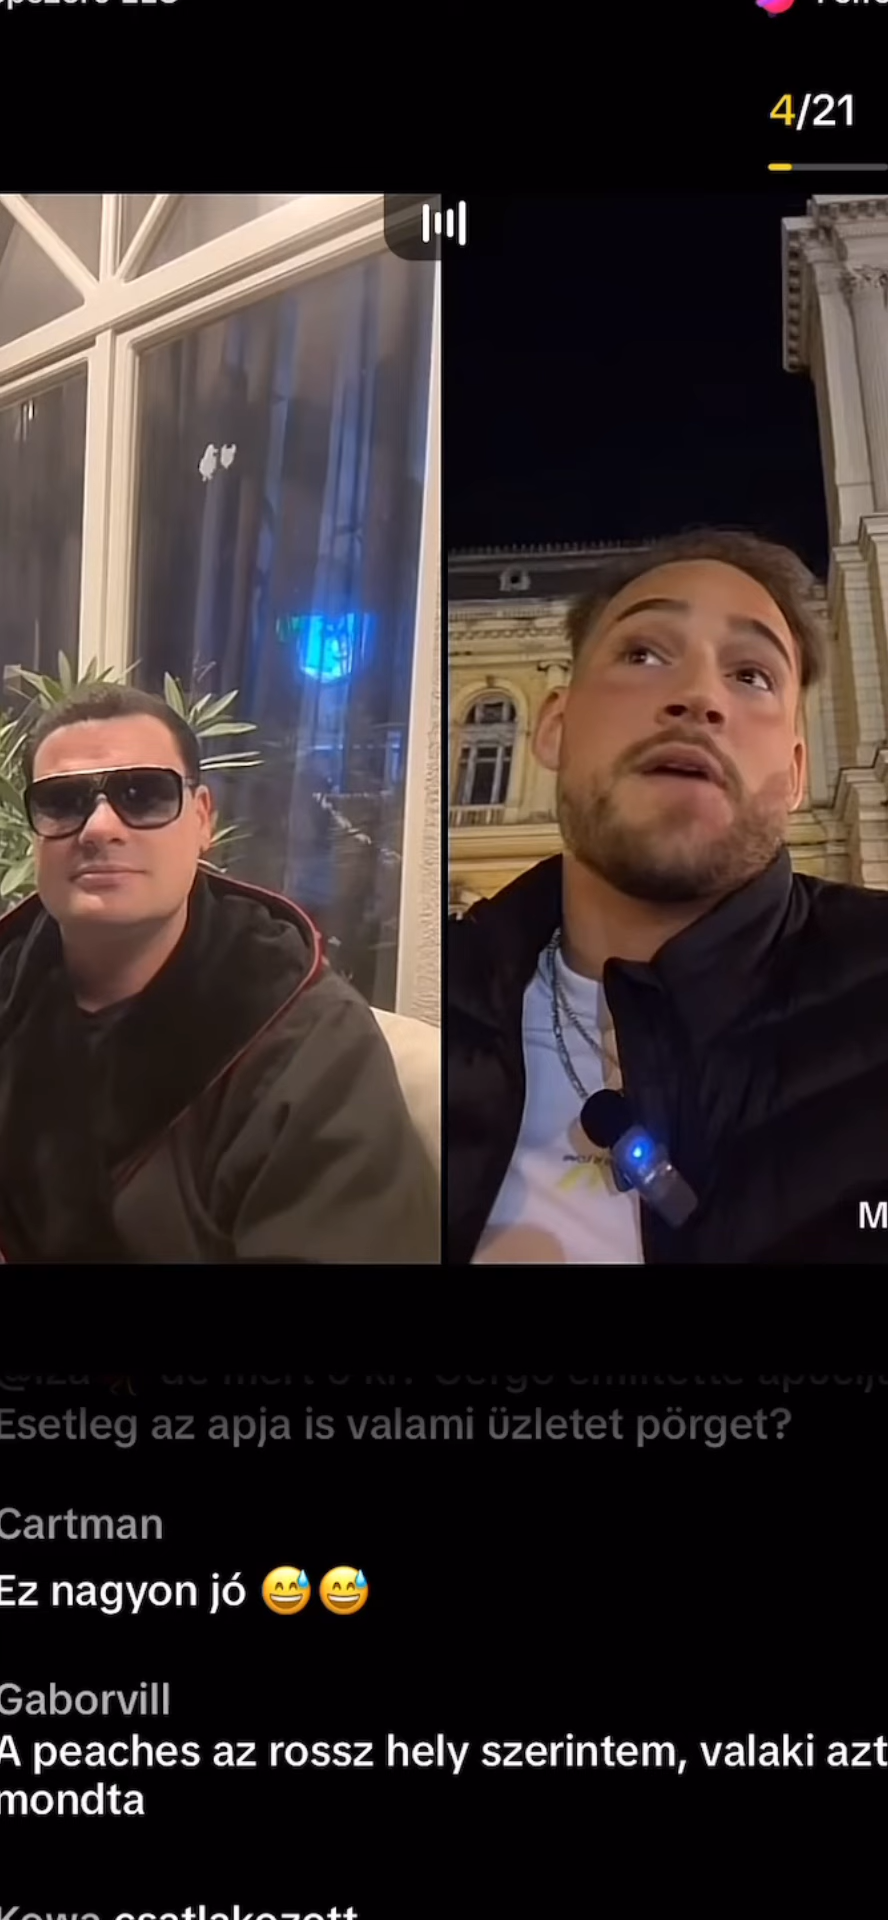 4/21
M
Esetleg az apja is valami üzletet pörget?
Cartman
Ez nagyon jó 😅😅
Gaborvill
A peaches az rossz hely szerintem, valaki azt
mondta
csatlakozott